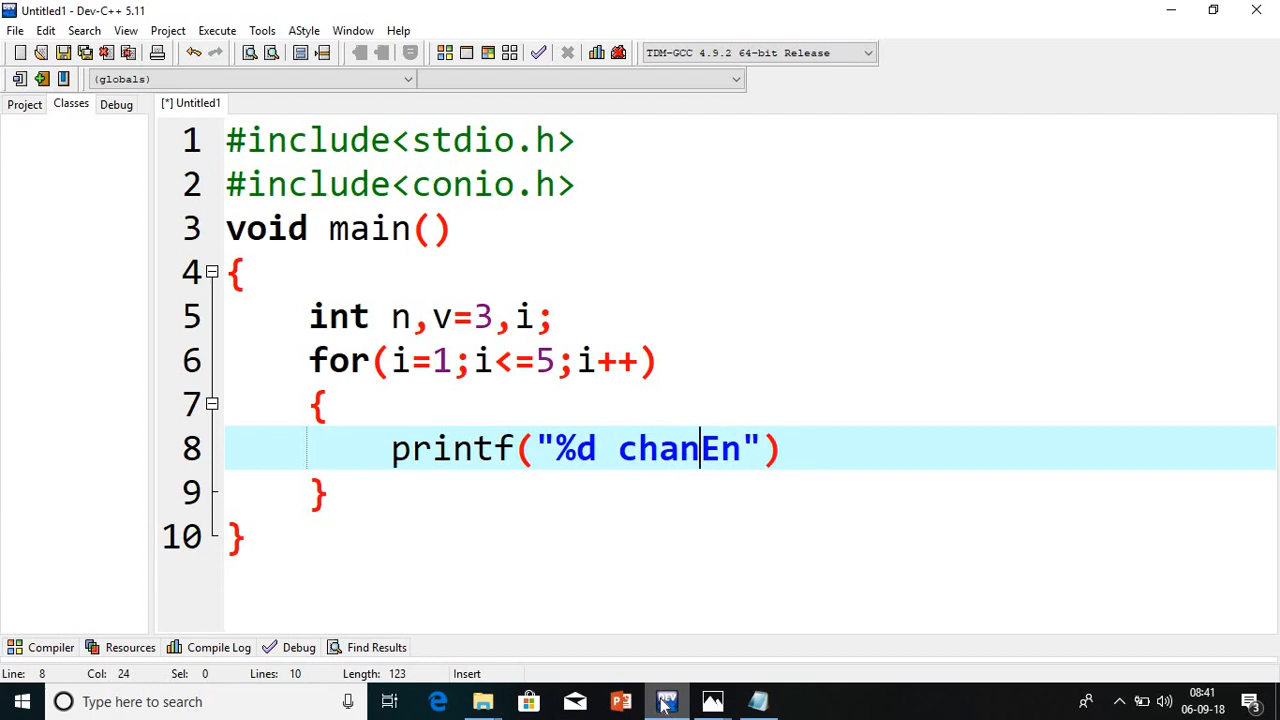 Untitled1 - Dev-C++ 5.11
File Edit Search View Project Execute Tools AStyle Window Help
TDM-GCC 4.9.2 64-bit Release
(globals)
Project Classes Debug [*] Untitled1
1 #include<stdio.h>
2 #include<conio.h>
3 void main()
4 {
5 int n,v=3,i;
6 for(i=1;i<=5;i++)
7 {
8 printf("%d chanEn")
9 }
10 }
Compiler Resources Compile Log Debug Find Results
Line: 8 Col: 24 Sel: 0 Lines: 10 Length: 123 Insert
Type here to search
08:41
06-09-18
3